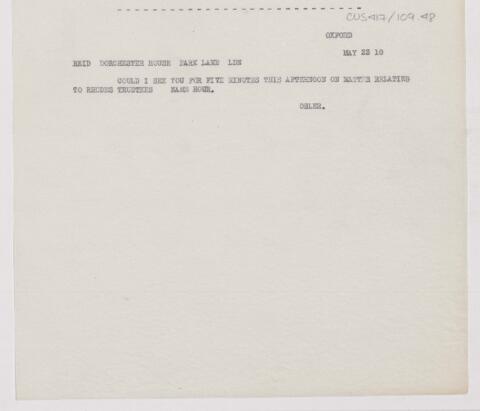 CUS417/109.48
OXFORD
MAY 23 10
REID DORCHESTER HOUSE PARK LANE LDN
COULD I SEE YOU FOR FIVE MINUTES THIS AFTERNOON ON MATTER RELATING
TO RHODES TRUSTEES NAME HOUR.
OSLER.